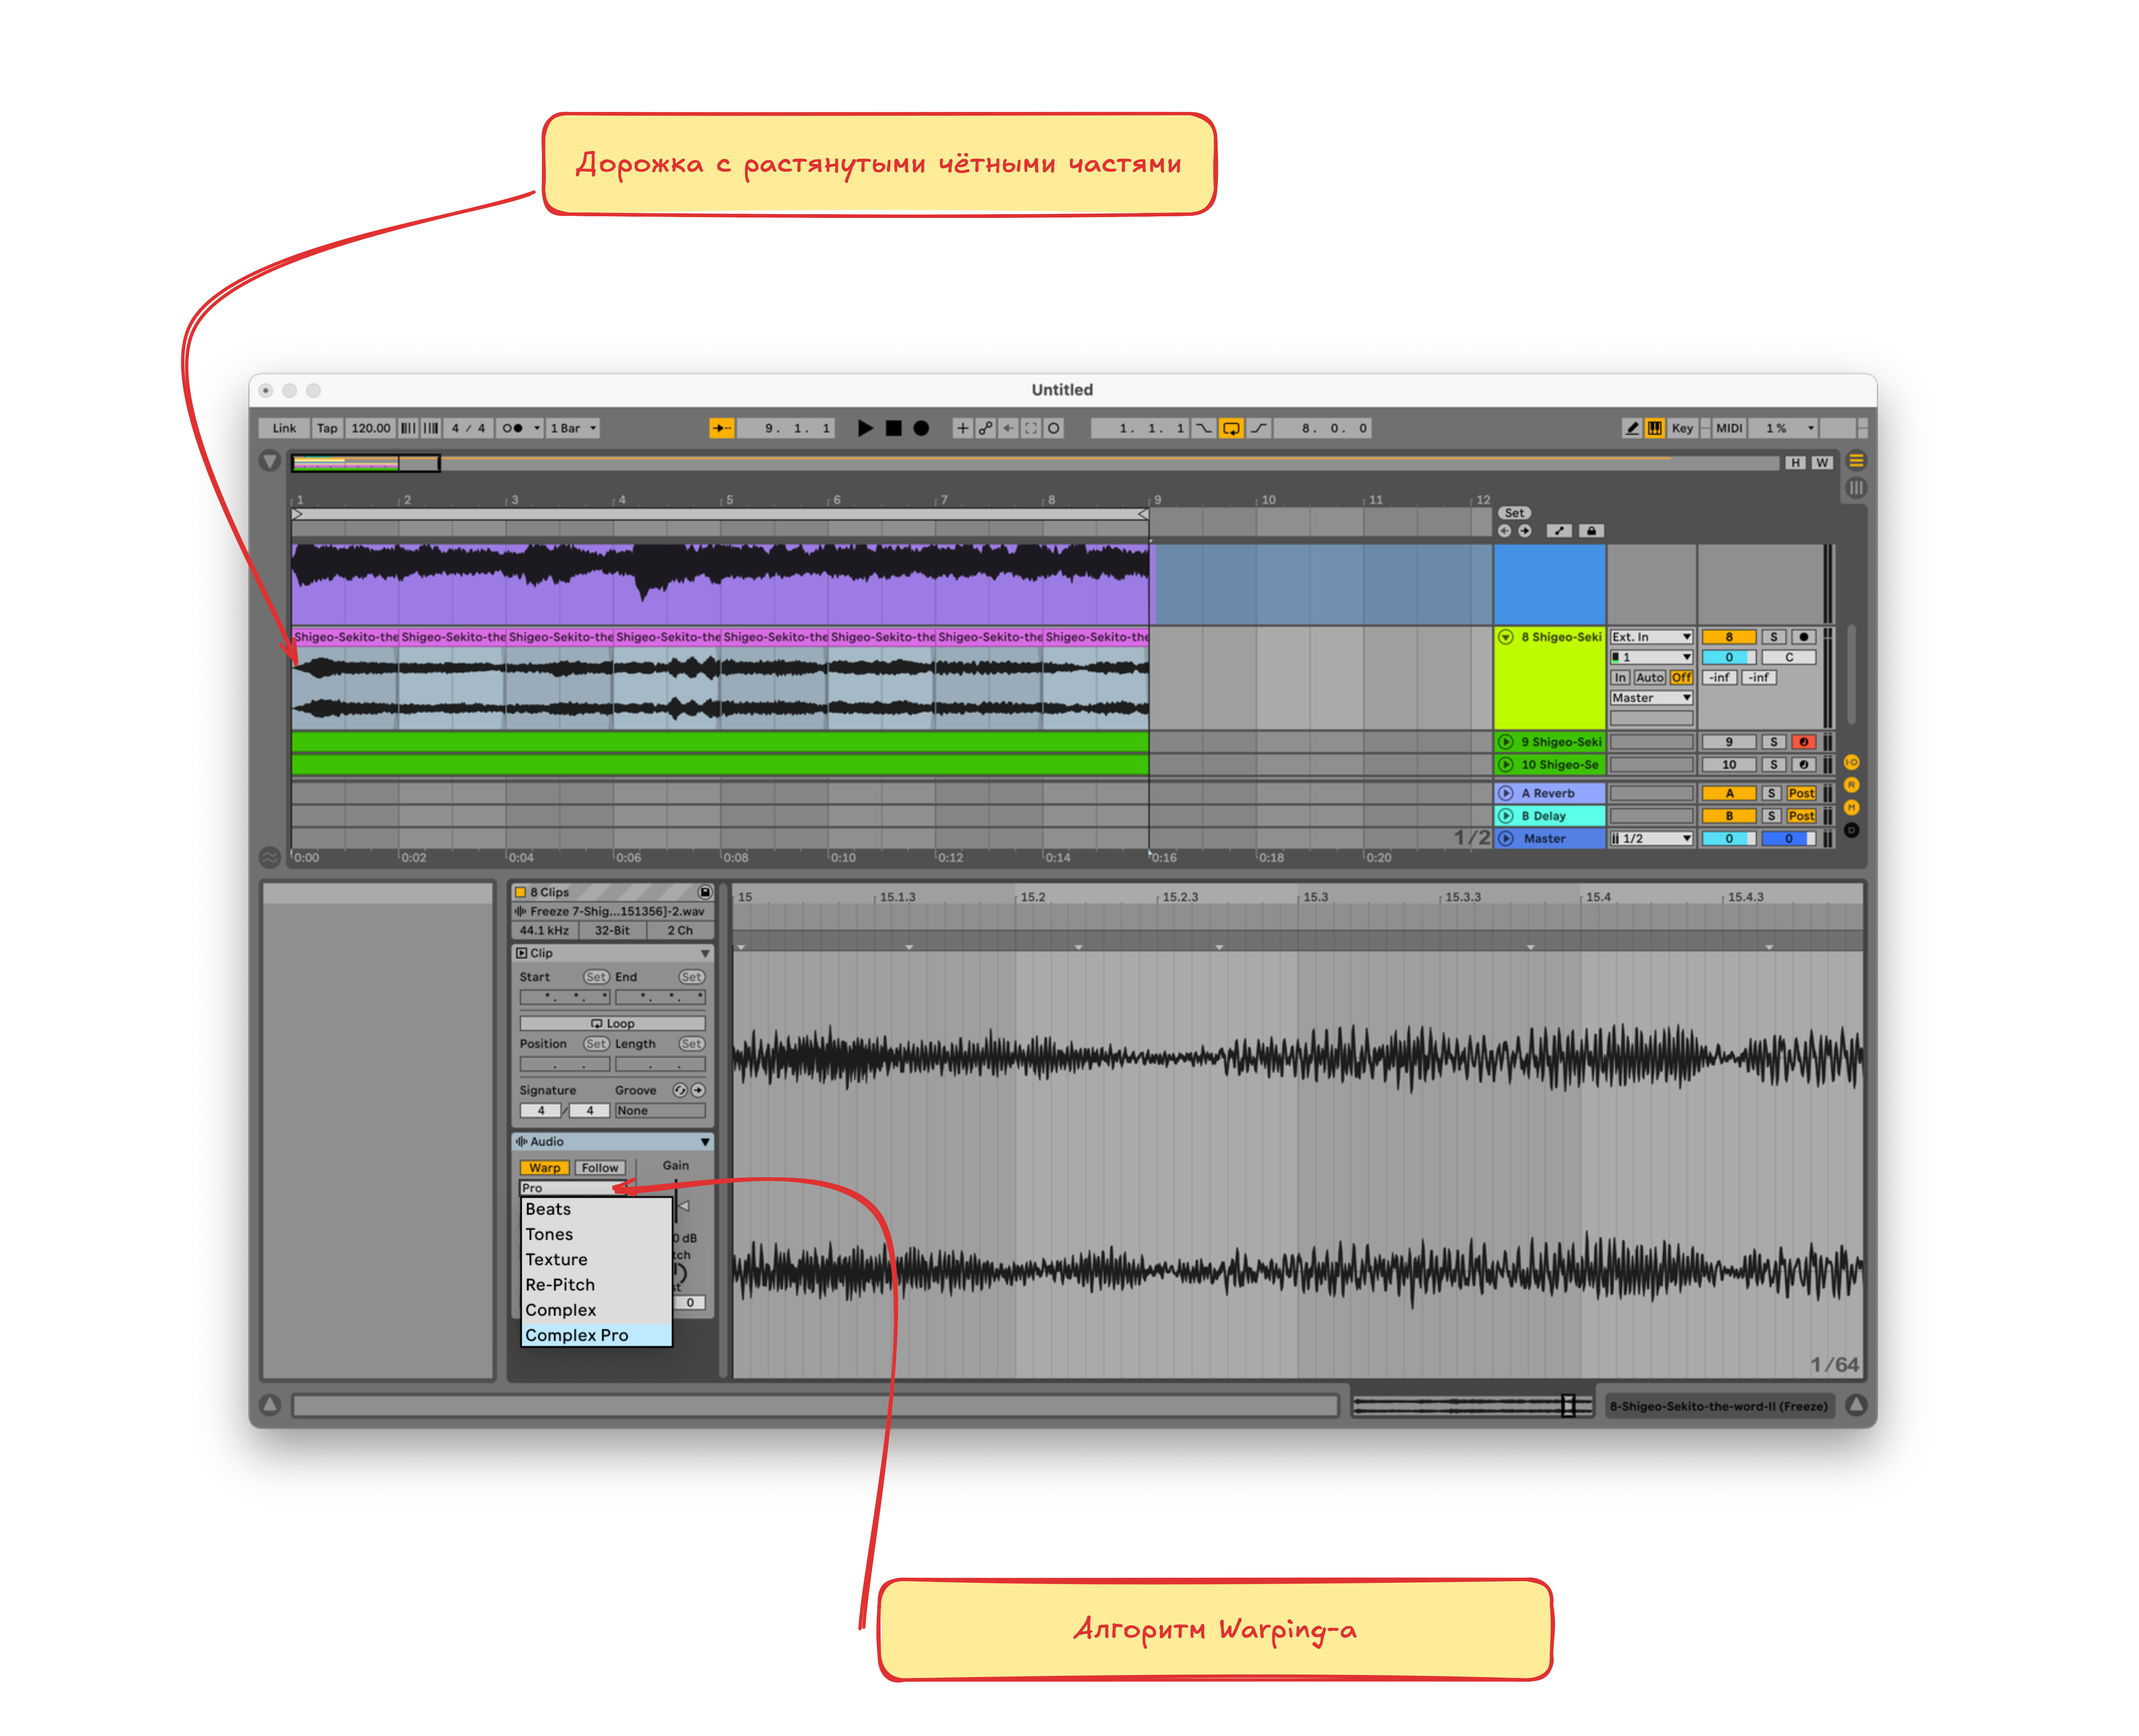 Дорожка с растянутыми чётными частями
Untitled
Link Tap 120.00 4 / 4 1 Bar 9. 1. 1 1. 1. 1 8. 0. 0 Key MIDI 1 %
H W
1 2 3 4 5 6 7 8 9 10 11 12
Set
Shigeo-Sekito-the Shigeo-Sekito-the Shigeo-Sekito-the Shigeo-Sekito-the Shigeo-Sekito-the Shigeo-Sekito-the Shigeo-Sekito-the Shigeo-Sekito-the 8 Shigeo-Seki Ext. In 8 S
1 0 C
In Auto Off -inf -inf
Master
9 Shigeo-Seki 9 S
10 Shigeo-Se 10 S
I·O
R
M
D
A Reverb A S Post
B Delay B S Post
1/2 Master 1/2 0 0
0:00 0:02 0:04 0:06 0:08 0:10 0:12 0:14 0:16 0:18 0:20
8 Clips
Freeze 7-Shig...151356]-2.wav
44.1 kHz 32-Bit 2 Ch
Clip
Start Set End Set
*. *. * *. *. *
Loop
Position Set Length Set
Signature Groove
4 / 4 None
Audio
Warp Follow Gain
Pro
Beats
Tones
Texture
Re-Pitch
Complex
Complex Pro
0 dB
tch
st
0
15 15.1.3 15.2 15.2.3 15.3 15.3.3 15.4 15.4.3
1/64
8-Shigeo-Sekito-the-word-II (Freeze)
Алгоритм Warping-а